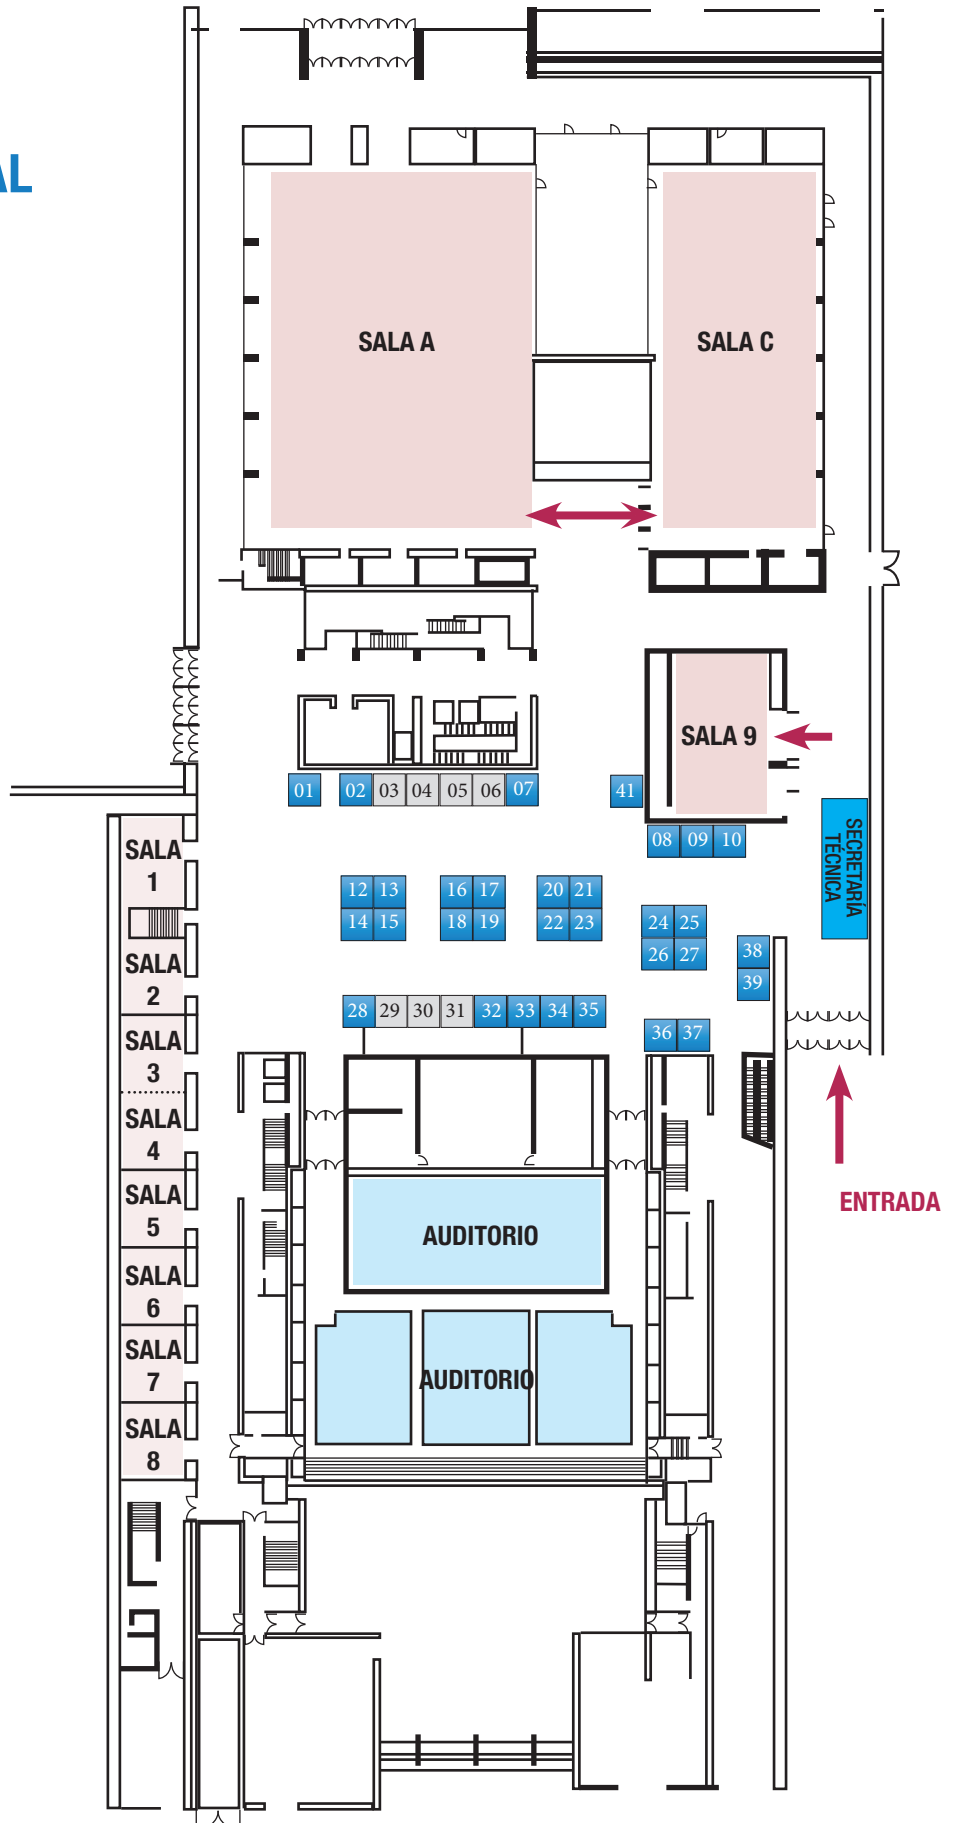 AL
SALA A
SALA C
SALA 9
01
02 03 04 05 06 07
41
08 09 10
SECRETARÍA
TÉCNICA
SALA
1
12 13
14 15
16 17
18 19
20 21
22 23
24 25
26 27
38
39
SALA
2
28 29 30 31 32 33 34 35
36 37
SALA
3
SALA
4
SALA
5
SALA
6
SALA
7
SALA
8
ENTRADA
AUDITORIO
AUDITORIO